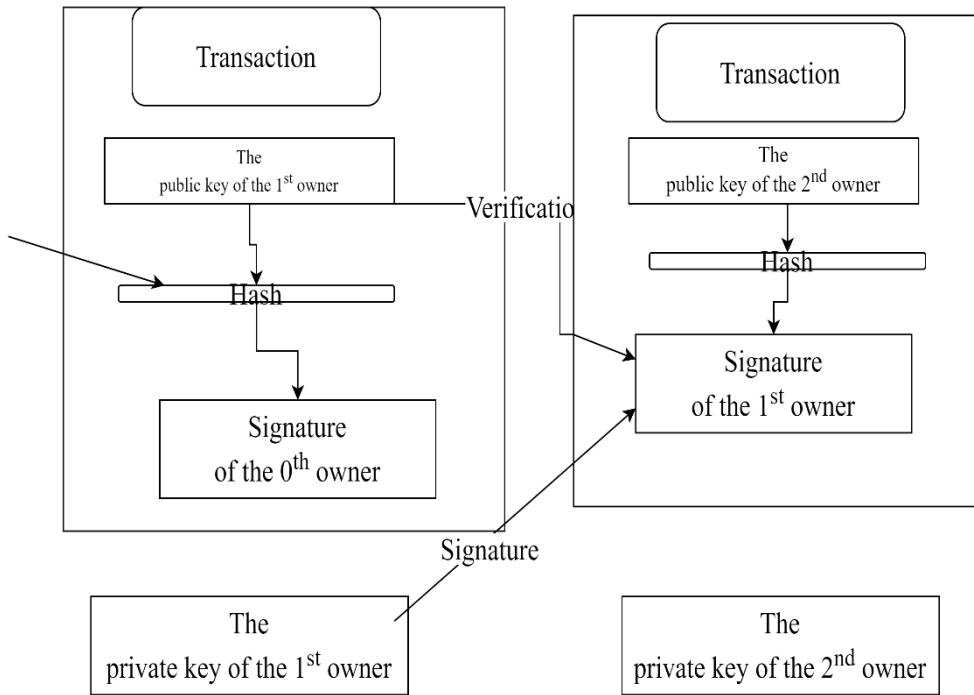 Transaction
The
public key of the 1st owner
Hash
Signature
of the 0th owner
Verificatio
Transaction
The
public key of the 2nd owner
Hash
Signature
of the 1st owner
Signature
The
private key of the 1st owner
The
private key of the 2nd owner